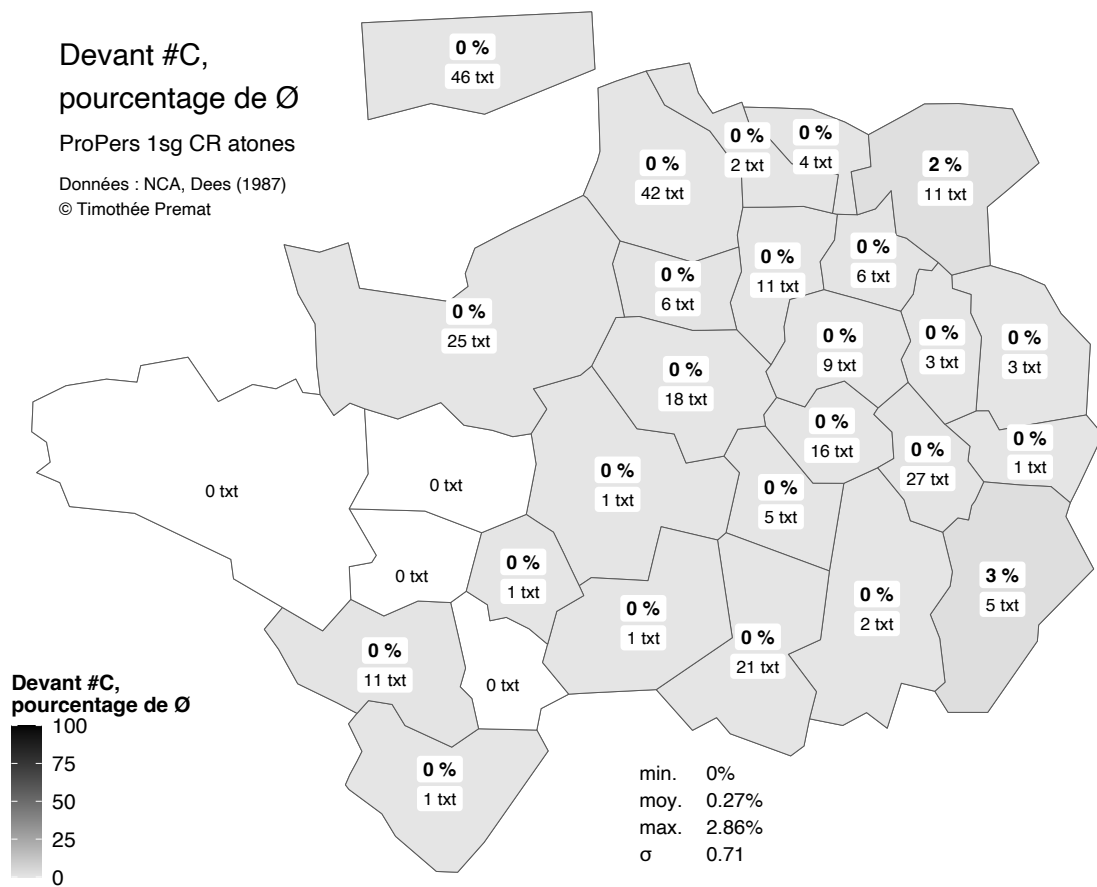 Devant #C,
pourcentage de Ø
ProPers 1sg CR atones
Données : NCA, Dees (1987)
© Timothée Premat
0 %
46 txt
0 %
2 txt
0 %
4 txt
0 %
42 txt
2 %
11 txt
0 %
6 txt
0 %
11 txt
0 %
6 txt
0 %
25 txt
0 %
9 txt
0 %
3 txt
0 %
3 txt
0 %
18 txt
0 %
16 txt
0 %
27 txt
0 %
1 txt
0 txt
0 txt
0 %
1 txt
0 %
5 txt
0 txt
0 %
1 txt
3 %
5 txt
0 %
1 txt
0 %
2 txt
0 %
21 txt
0 %
11 txt
0 txt
0 %
1 txt
Devant #C,
pourcentage de Ø
100
75
50
25
0
min. 0%
moy. 0.27%
max. 2.86%
σ 0.71